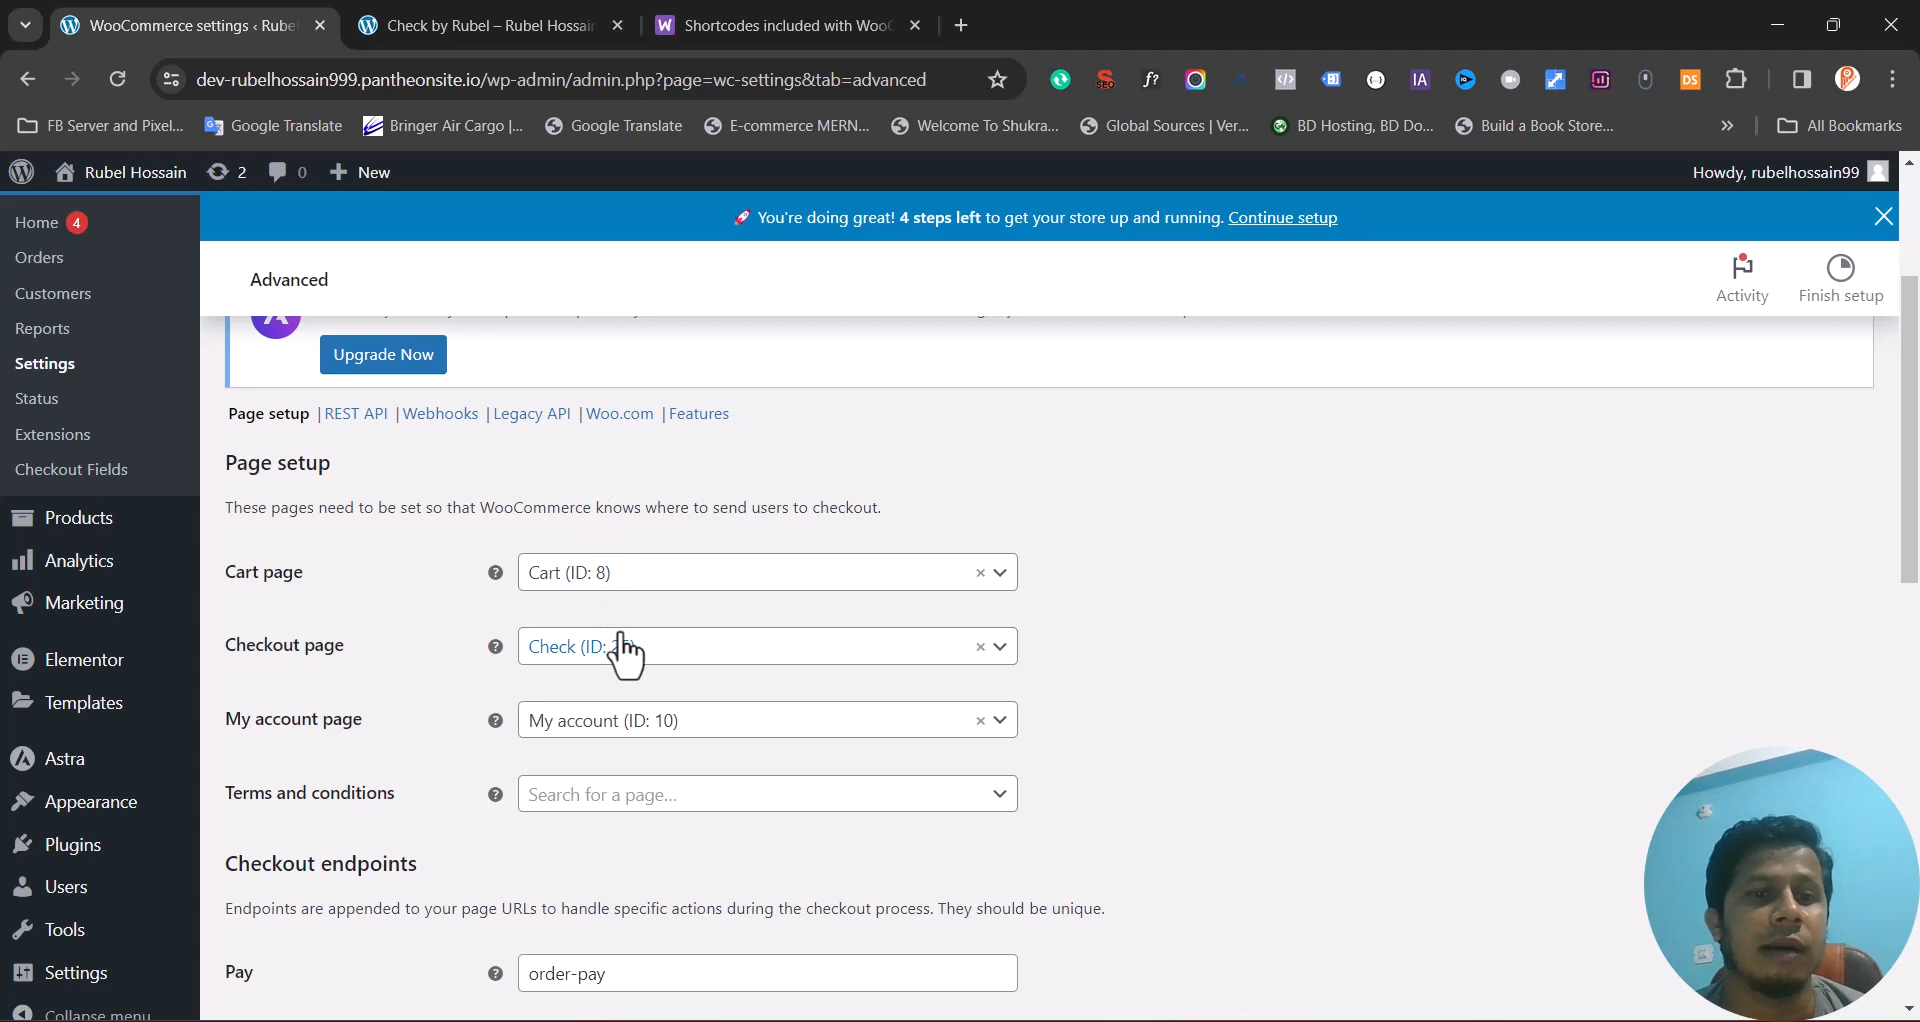 WooCommerce settings ‹ Rube
Check by Rubel – Rubel Hossain
Shortcodes included with Woo
dev-rubelhossain999.pantheonsite.io/wp-admin/admin.php?page=wc-settings&tab=advanced
FB Server and Pixel...
Google Translate
Bringer Air Cargo |...
Google Translate
E-commerce MERN...
Welcome To Shukra...
Global Sources | Ver...
BD Hosting, BD Do...
Build a Book Store...
All Bookmarks
Rubel Hossain
2
0
New
Howdy, rubelhossain99
Home 4
Orders
Customers
Reports
Settings
Status
Extensions
Checkout Fields
Products
Analytics
Marketing
Elementor
Templates
Astra
Appearance
Plugins
Users
Tools
Settings
Collapse menu
You're doing great! 4 steps left to get your store up and running. Continue setup
Advanced
Activity
Finish setup
Upgrade Now
Page setup | REST API | Webhooks | Legacy API | Woo.com | Features
Page setup
These pages need to be set so that WooCommerce knows where to send users to checkout.
Cart page
Cart (ID: 8)
Checkout page
Check (ID:
My account page
My account (ID: 10)
Terms and conditions
Search for a page...
Checkout endpoints
Endpoints are appended to your page URLs to handle specific actions during the checkout process. They should be unique.
Pay
order-pay